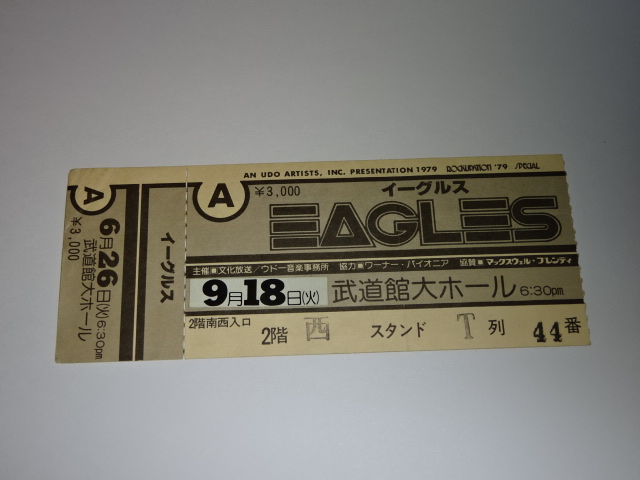 AN UDO ARTISTS, INC. PRESENTATION 1979 ROCKUPATION '79 SPECIAL
A
¥3,000
イーグルス
EAGLES
主催■文化放送/ウドー音楽事務所 協力■ワーナー・パイオニア 協賛■マックスウェル・ブレンディ
9月18日(火) 武道館大ホール 6:30pm
2階南西入口
2階 西 スタンド T 列 44番
イーグルス
A
¥3,000
6月26日(火) 6:30pm
武道館大ホール